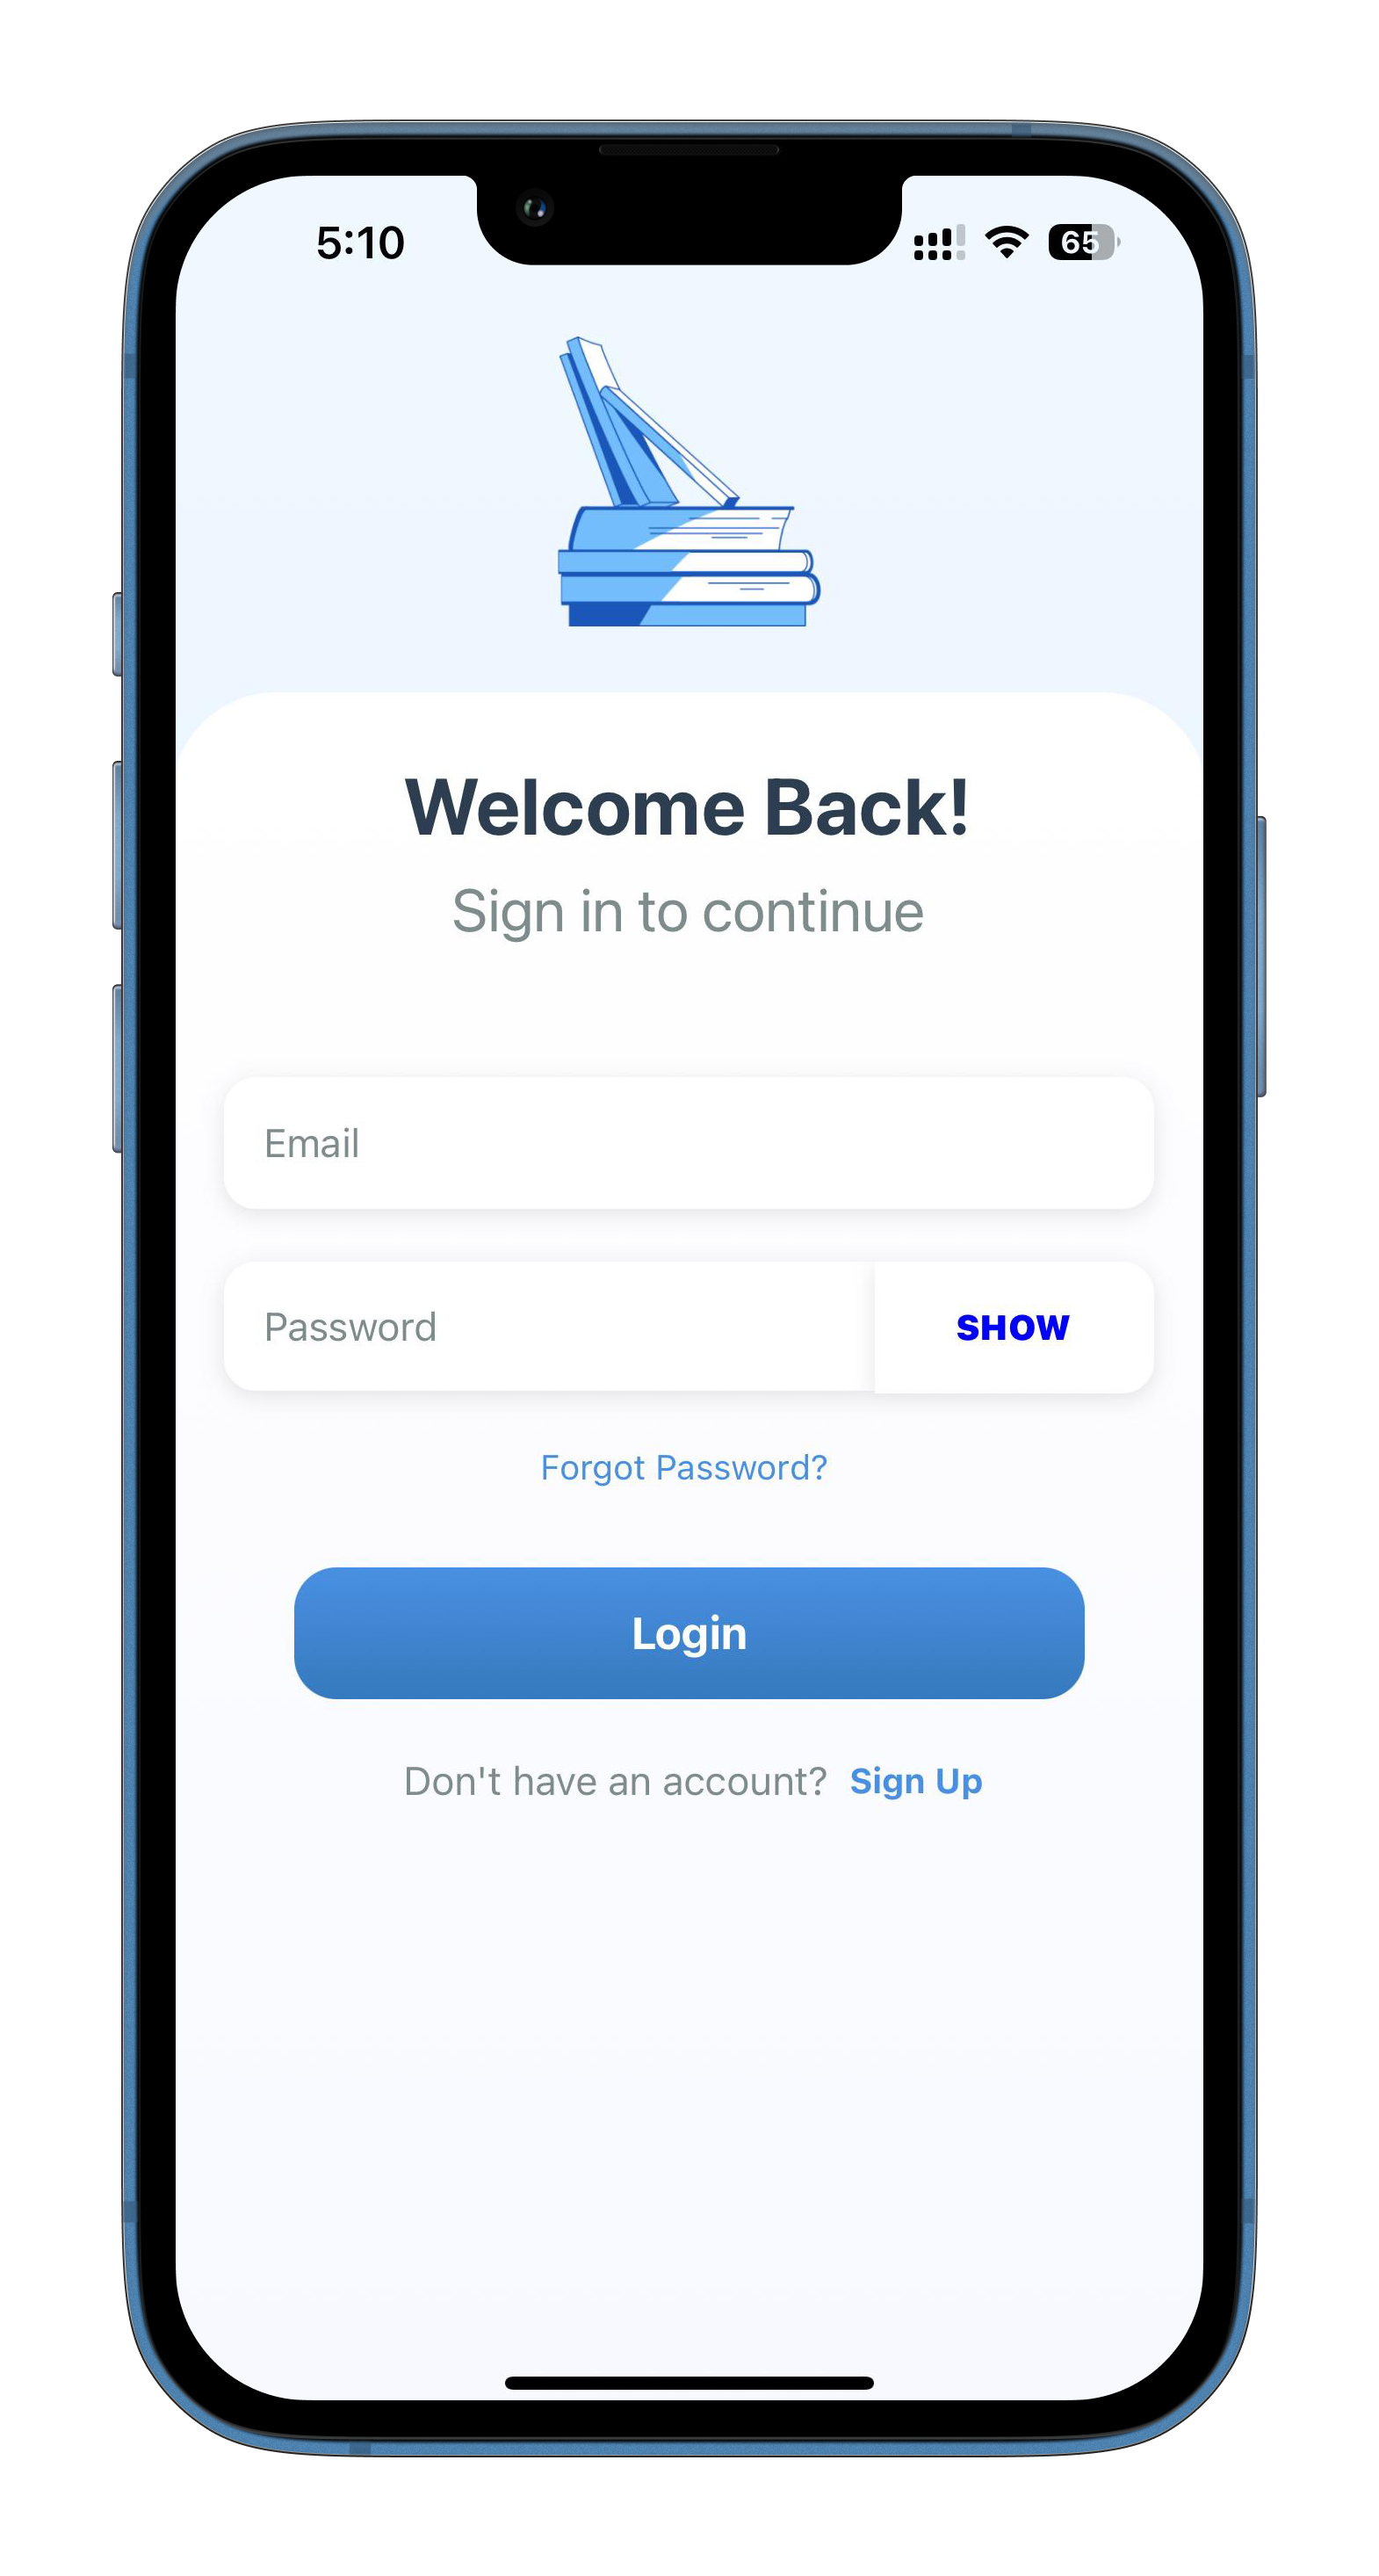 5:10 65
Welcome Back!
Sign in to continue
Email
Password SHOW
Forgot Password?
Login
Don't have an account? Sign Up